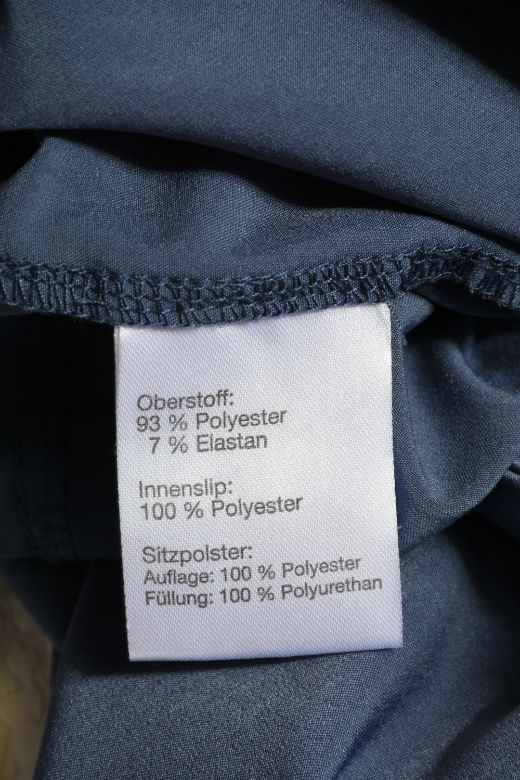 Oberstoff:
93 % Polyester
7 % Elastan
Innenslip:
100 % Polyester
Sitzpolster:
Auflage: 100 % Polyester
Füllung: 100 % Polyurethan